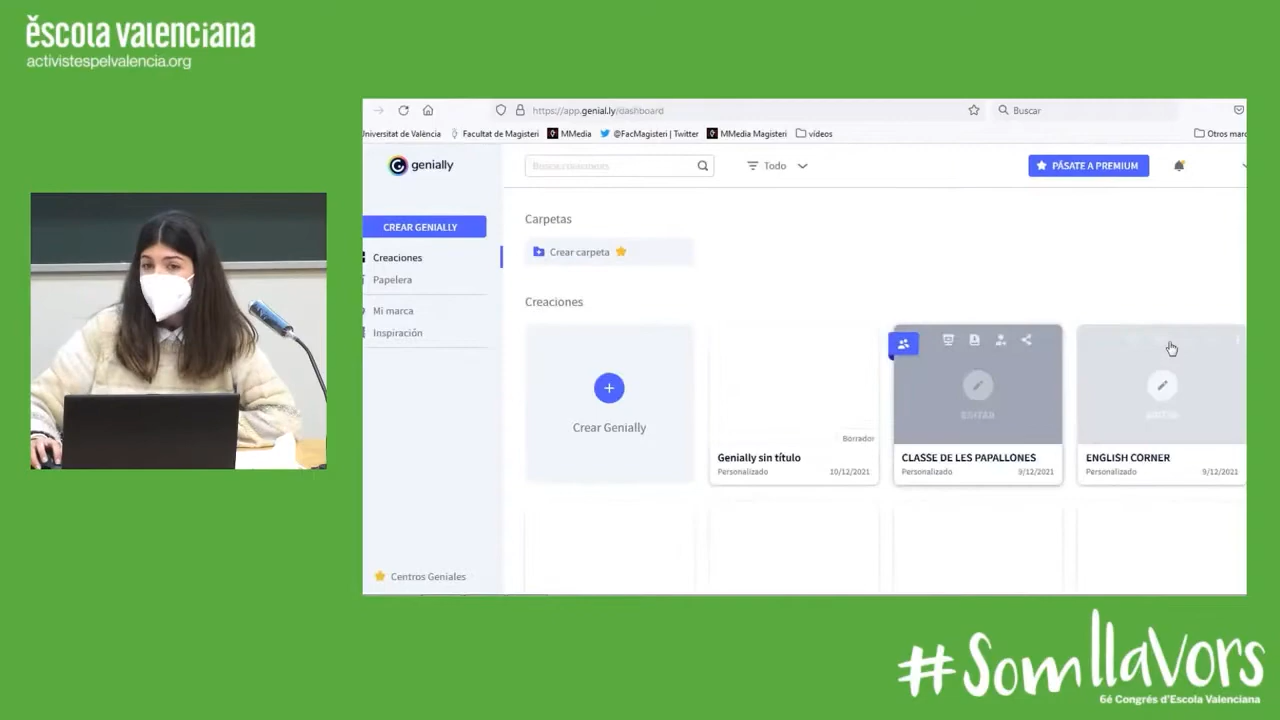 ĕscola valenciana
activistespelvalencia.org
https://app.genial.ly/dashboard
Buscar
Universitat de València
Facultat de Magisteri
MMedia
@FacMagisteri | Twitter
MMedia Magisteri
vídeos
Otros marc
genially
Todo
PÁSATE A PREMIUM
CREAR GENIALLY
Creaciones
Papelera
Mi marca
Inspiración
Centros Geniales
Carpetas
Crear carpeta
Creaciones
Crear Genially
Borrador
Genially sin título
Personalizado 10/12/2021
EDITAR
CLASSE DE LES PAPALLONES
Personalizado 9/12/2021
ENGLISH CORNER
Personalizado 9/12/2021
#Somllavors
6é Congrés d'Escola Valenciana